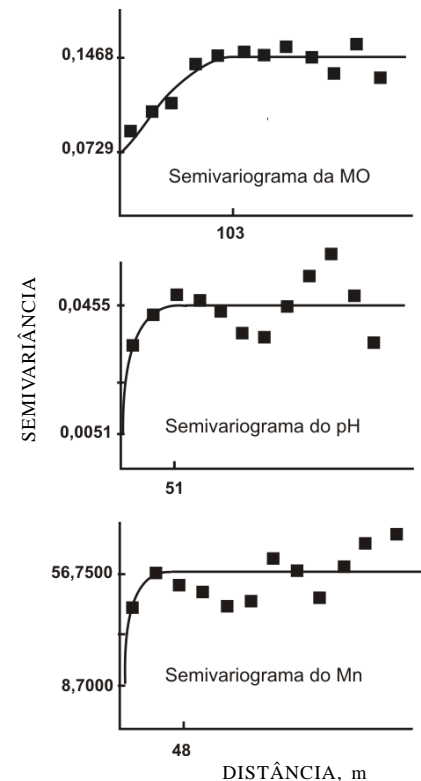 0,1468
0,0729
Semivariograma da MO
103
SEMIVARIÂNCIA
0,0455
0,0051
Semivariograma do pH
51
56,7500
8,7000
Semivariograma do Mn
48
DISTÂNCIA, m